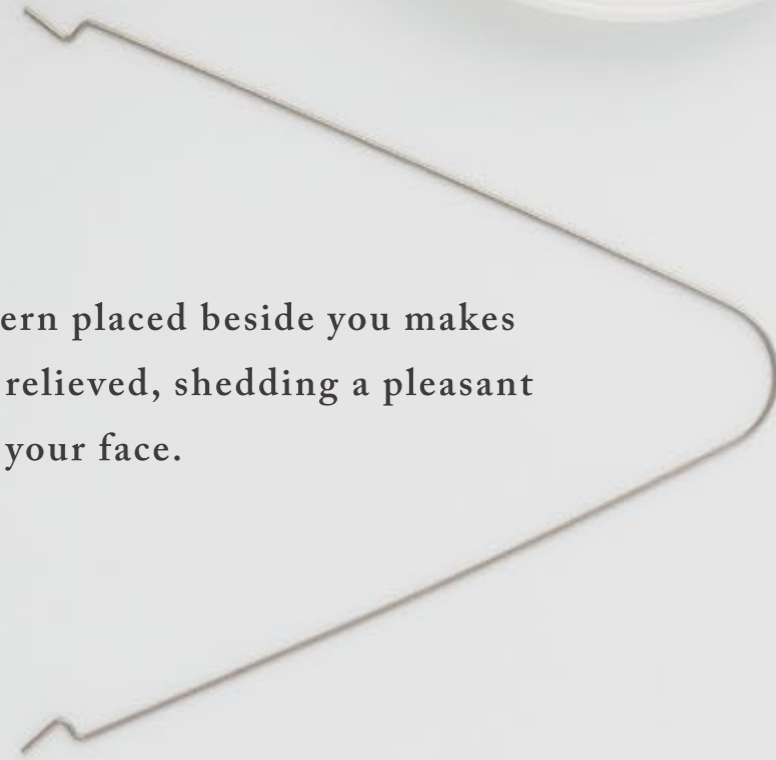 ern placed beside you makes
relieved, shedding a pleasant
your face.